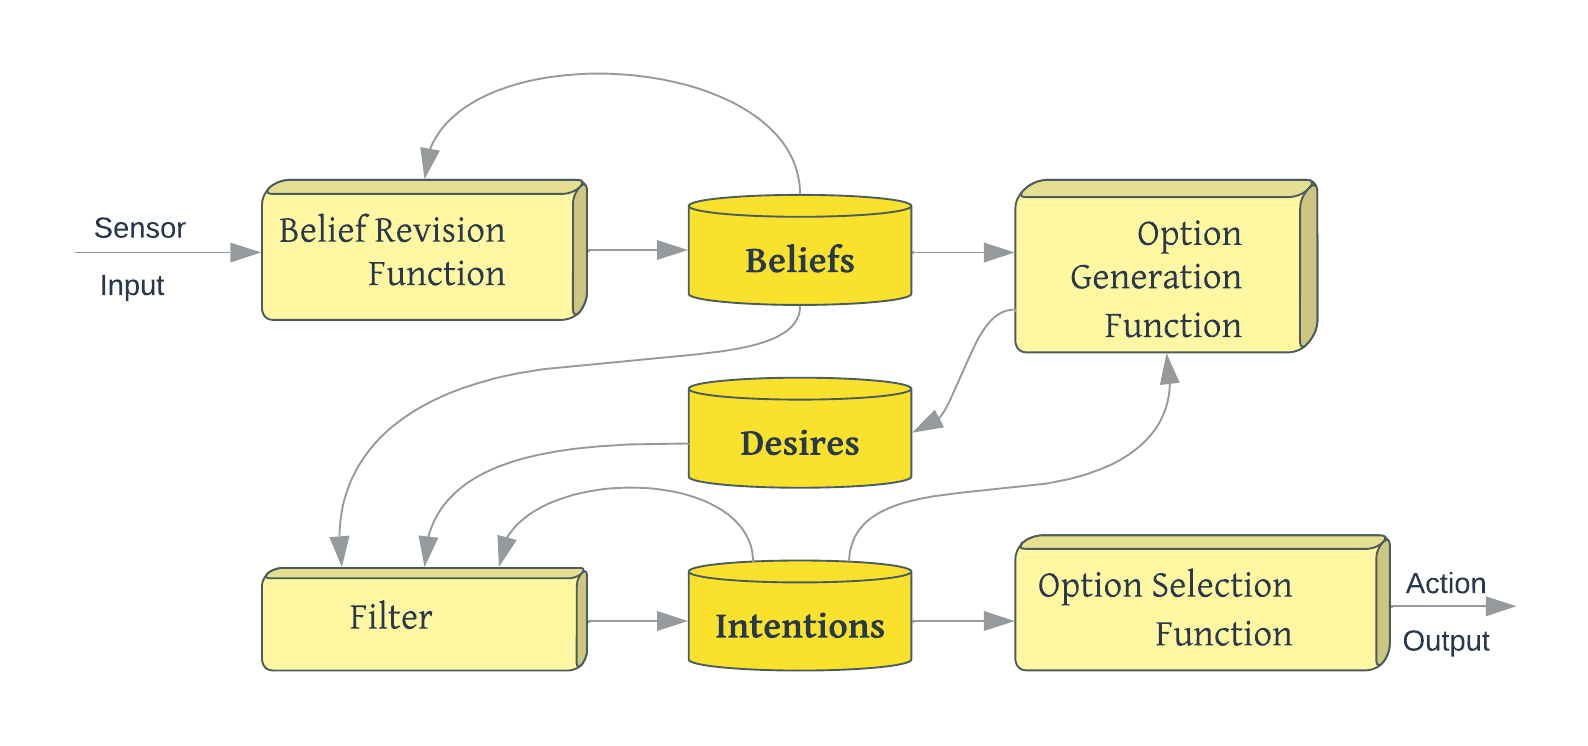 Sensor
Input
Belief Revision
Function
Beliefs
Option
Generation
Function
Desires
Filter
Intentions
Option Selection
Function
Action
Output